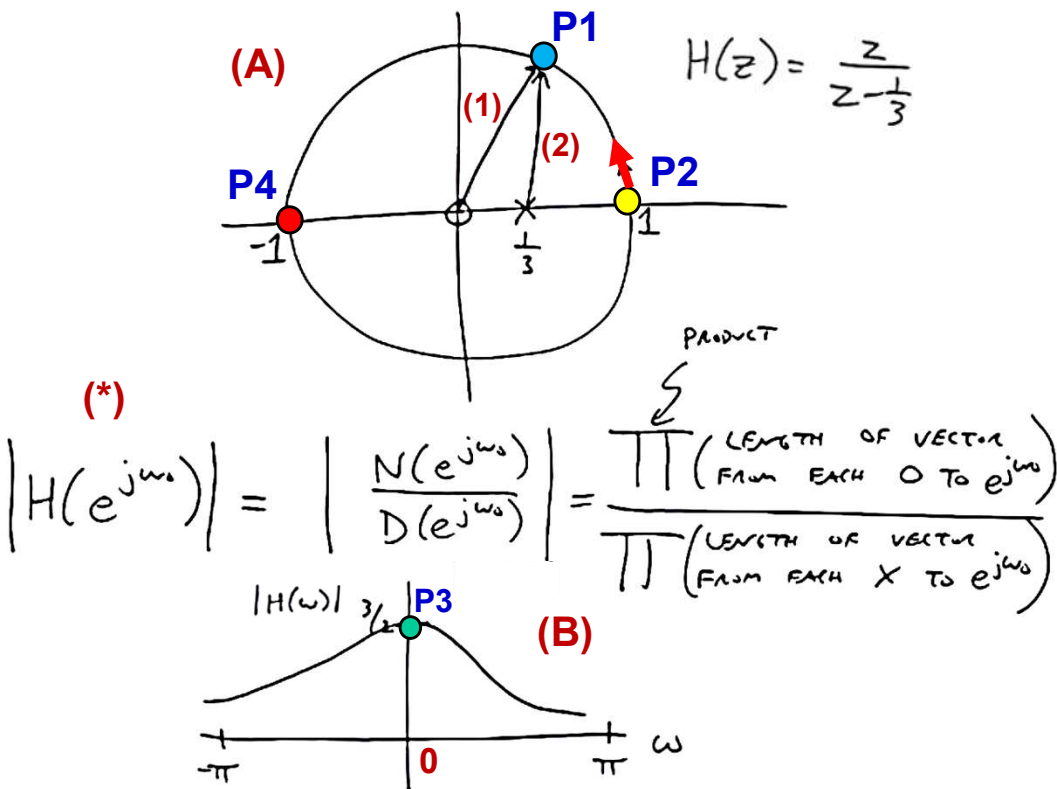 P1
(A)
H(z) = z / (z - 1/3)
(1)
(2)
P4
P2
-1
1/3
1
PRODUCT
(*)
|H(e^{jω₀})| = | N(e^{jω₀}) / D(e^{jω₀}) | = ∏ (LENGTH OF VECTOR FROM EACH O TO e^{jω₀}) / ∏ (LENGTH OF VECTOR FROM EACH X TO e^{jω₀})
|H(ω)| 3/2 P3
(B)
-π 0 π ω